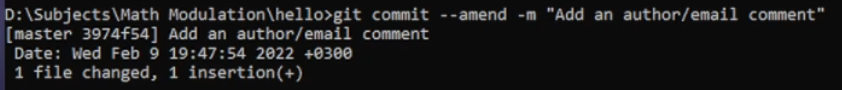 D:\Subjects\Math Modulation\hello>git commit --amend -m "Add an author/email comment"
[master 3974f54] Add an author/email comment
 Date: Wed Feb 9 19:47:54 2022 +0300
 1 file changed, 1 insertion(+)